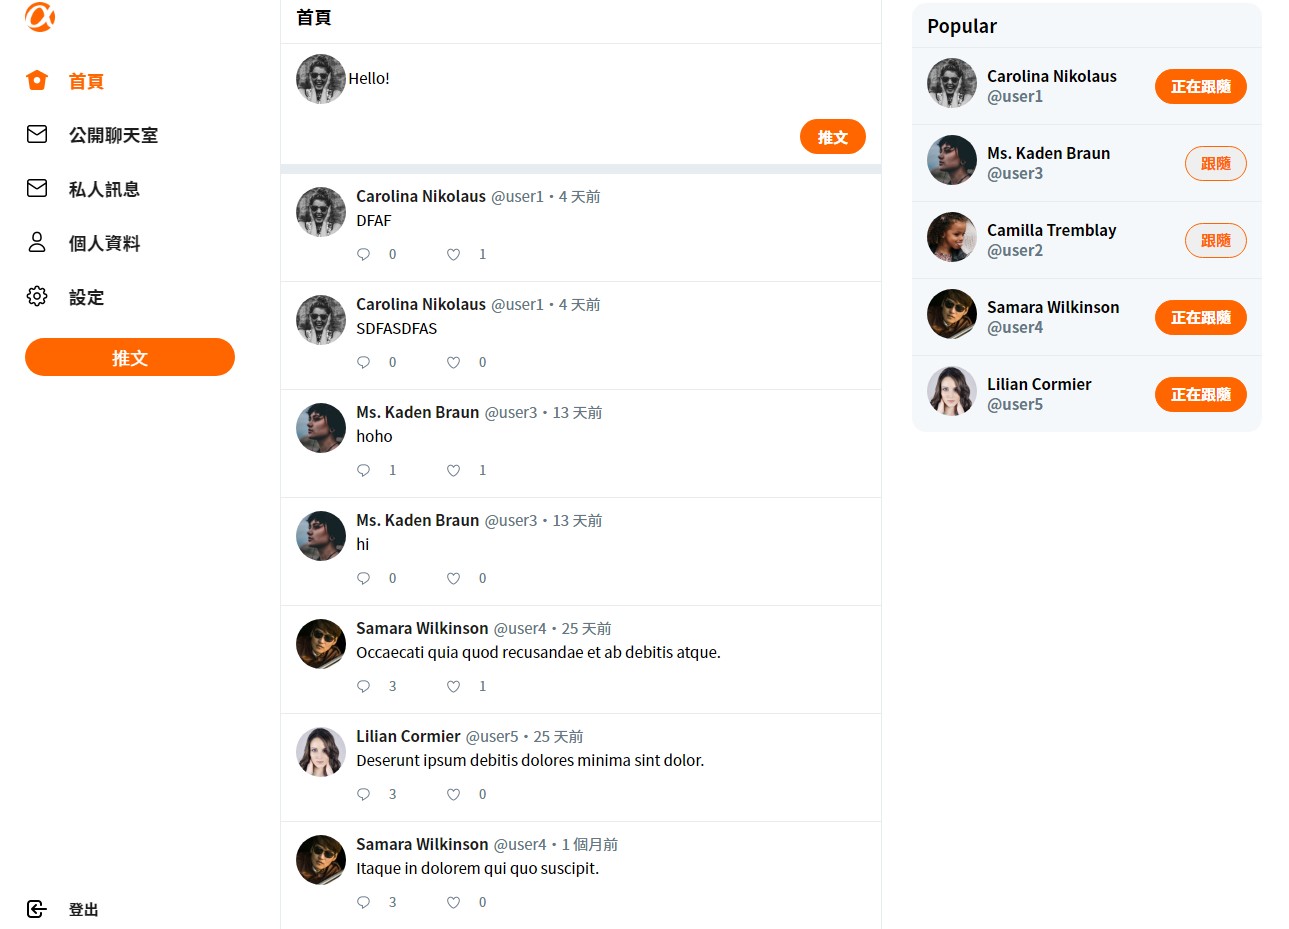 首頁
公開聊天室
私人訊息
個人資料
設定
推文
登出
首頁
Hello!
推文
Carolina Nikolaus @user1・4 天前
DFAF
0 1
Carolina Nikolaus @user1・4 天前
SDFASDFAS
0 0
Ms. Kaden Braun @user3・13 天前
hoho
1 1
Ms. Kaden Braun @user3・13 天前
hi
0 0
Samara Wilkinson @user4・25 天前
Occaecati quia quod recusandae et ab debitis atque.
3 1
Lilian Cormier @user5・25 天前
Deserunt ipsum debitis dolores minima sint dolor.
3 0
Samara Wilkinson @user4・1 個月前
Itaque in dolorem qui quo suscipit.
3 0
Popular
Carolina Nikolaus
@user1
正在跟隨
Ms. Kaden Braun
@user3
跟隨
Camilla Tremblay
@user2
跟隨
Samara Wilkinson
@user4
正在跟隨
Lilian Cormier
@user5
正在跟隨